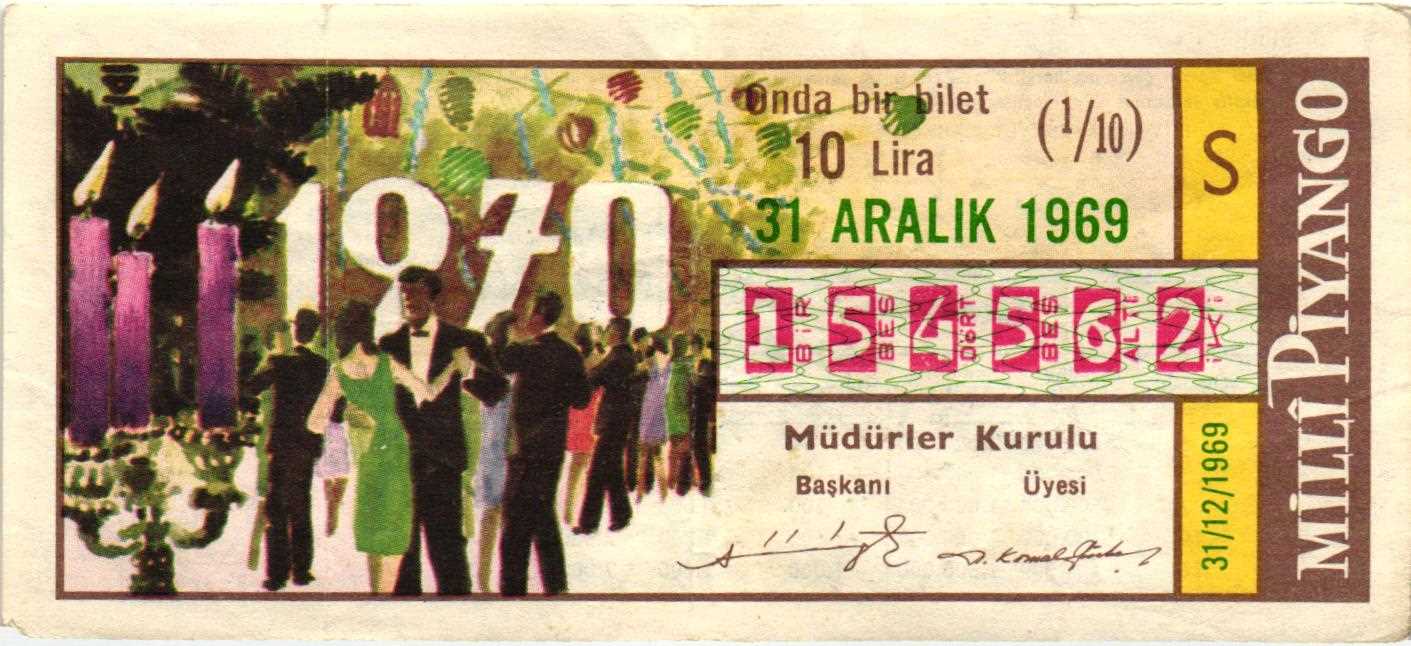 1970
Onda bir bilet
10 Lira
(1/10)
31 ARALIK 1969
S
1 BİR 5 BEŞ 4 DÖRT 5 BEŞ 6 ALTI 2 İKİ
Müdürler Kurulu
Başkanı Üyesi
31/12/1969
MİLLÎ PİYANGO